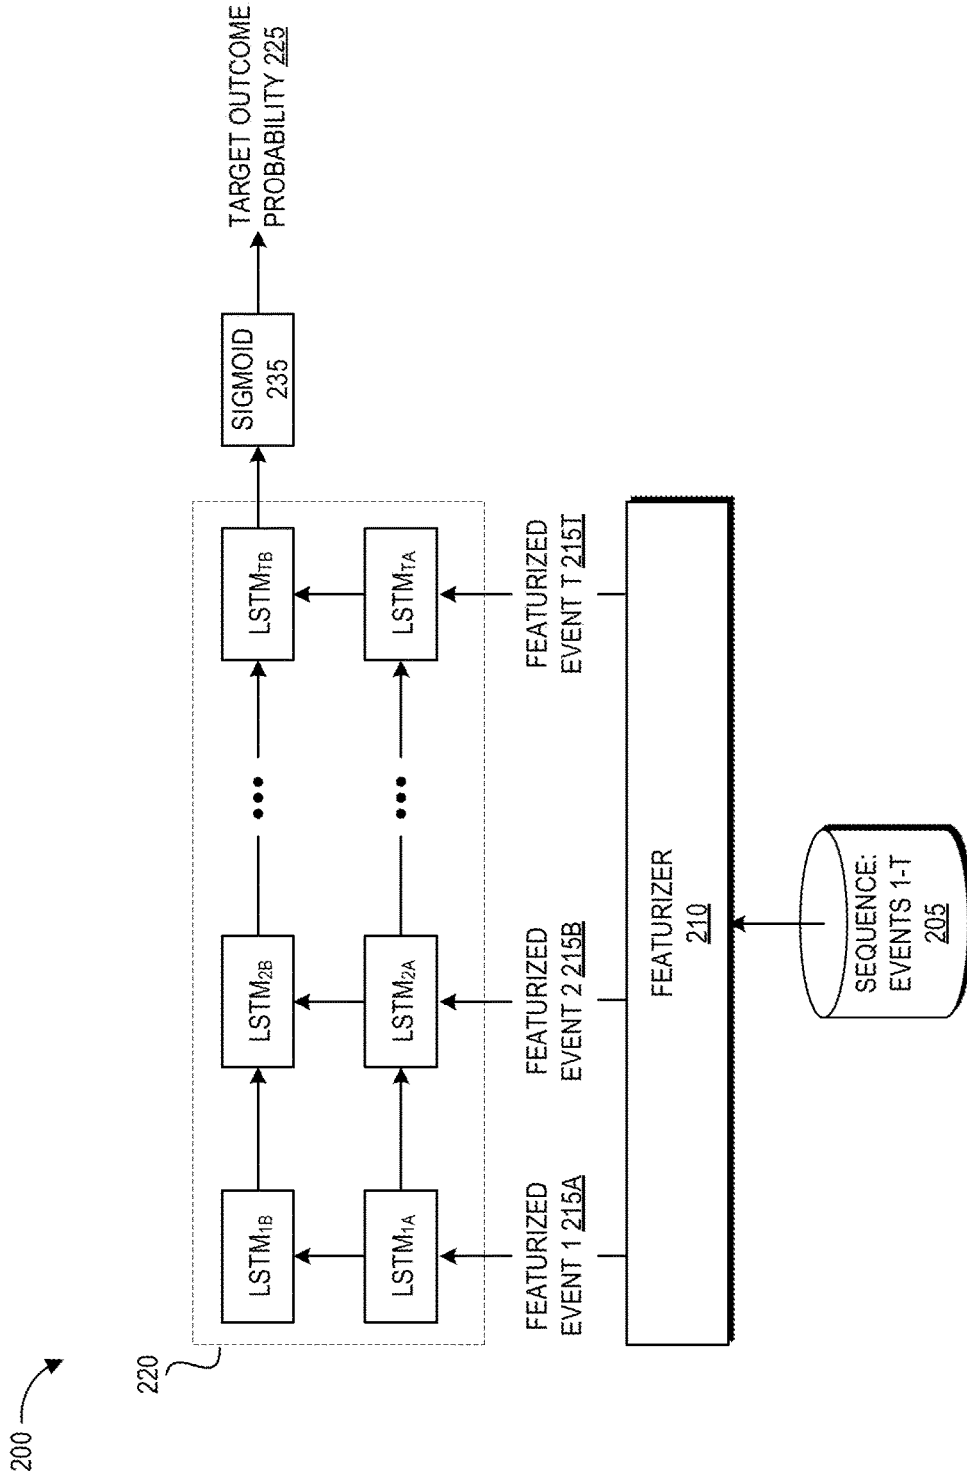 200
220
TARGET OUTCOME
PROBABILITY 225
SIGMOID
235
LSTM1B
LSTM2B
•••
LSTMTB
LSTM1A
LSTM2A
•••
LSTMTA
FEATURIZED
EVENT 1 215A
FEATURIZED
EVENT 2 215B
FEATURIZED
EVENT T 215T
FEATURIZER
210
SEQUENCE:
EVENTS 1-T
205